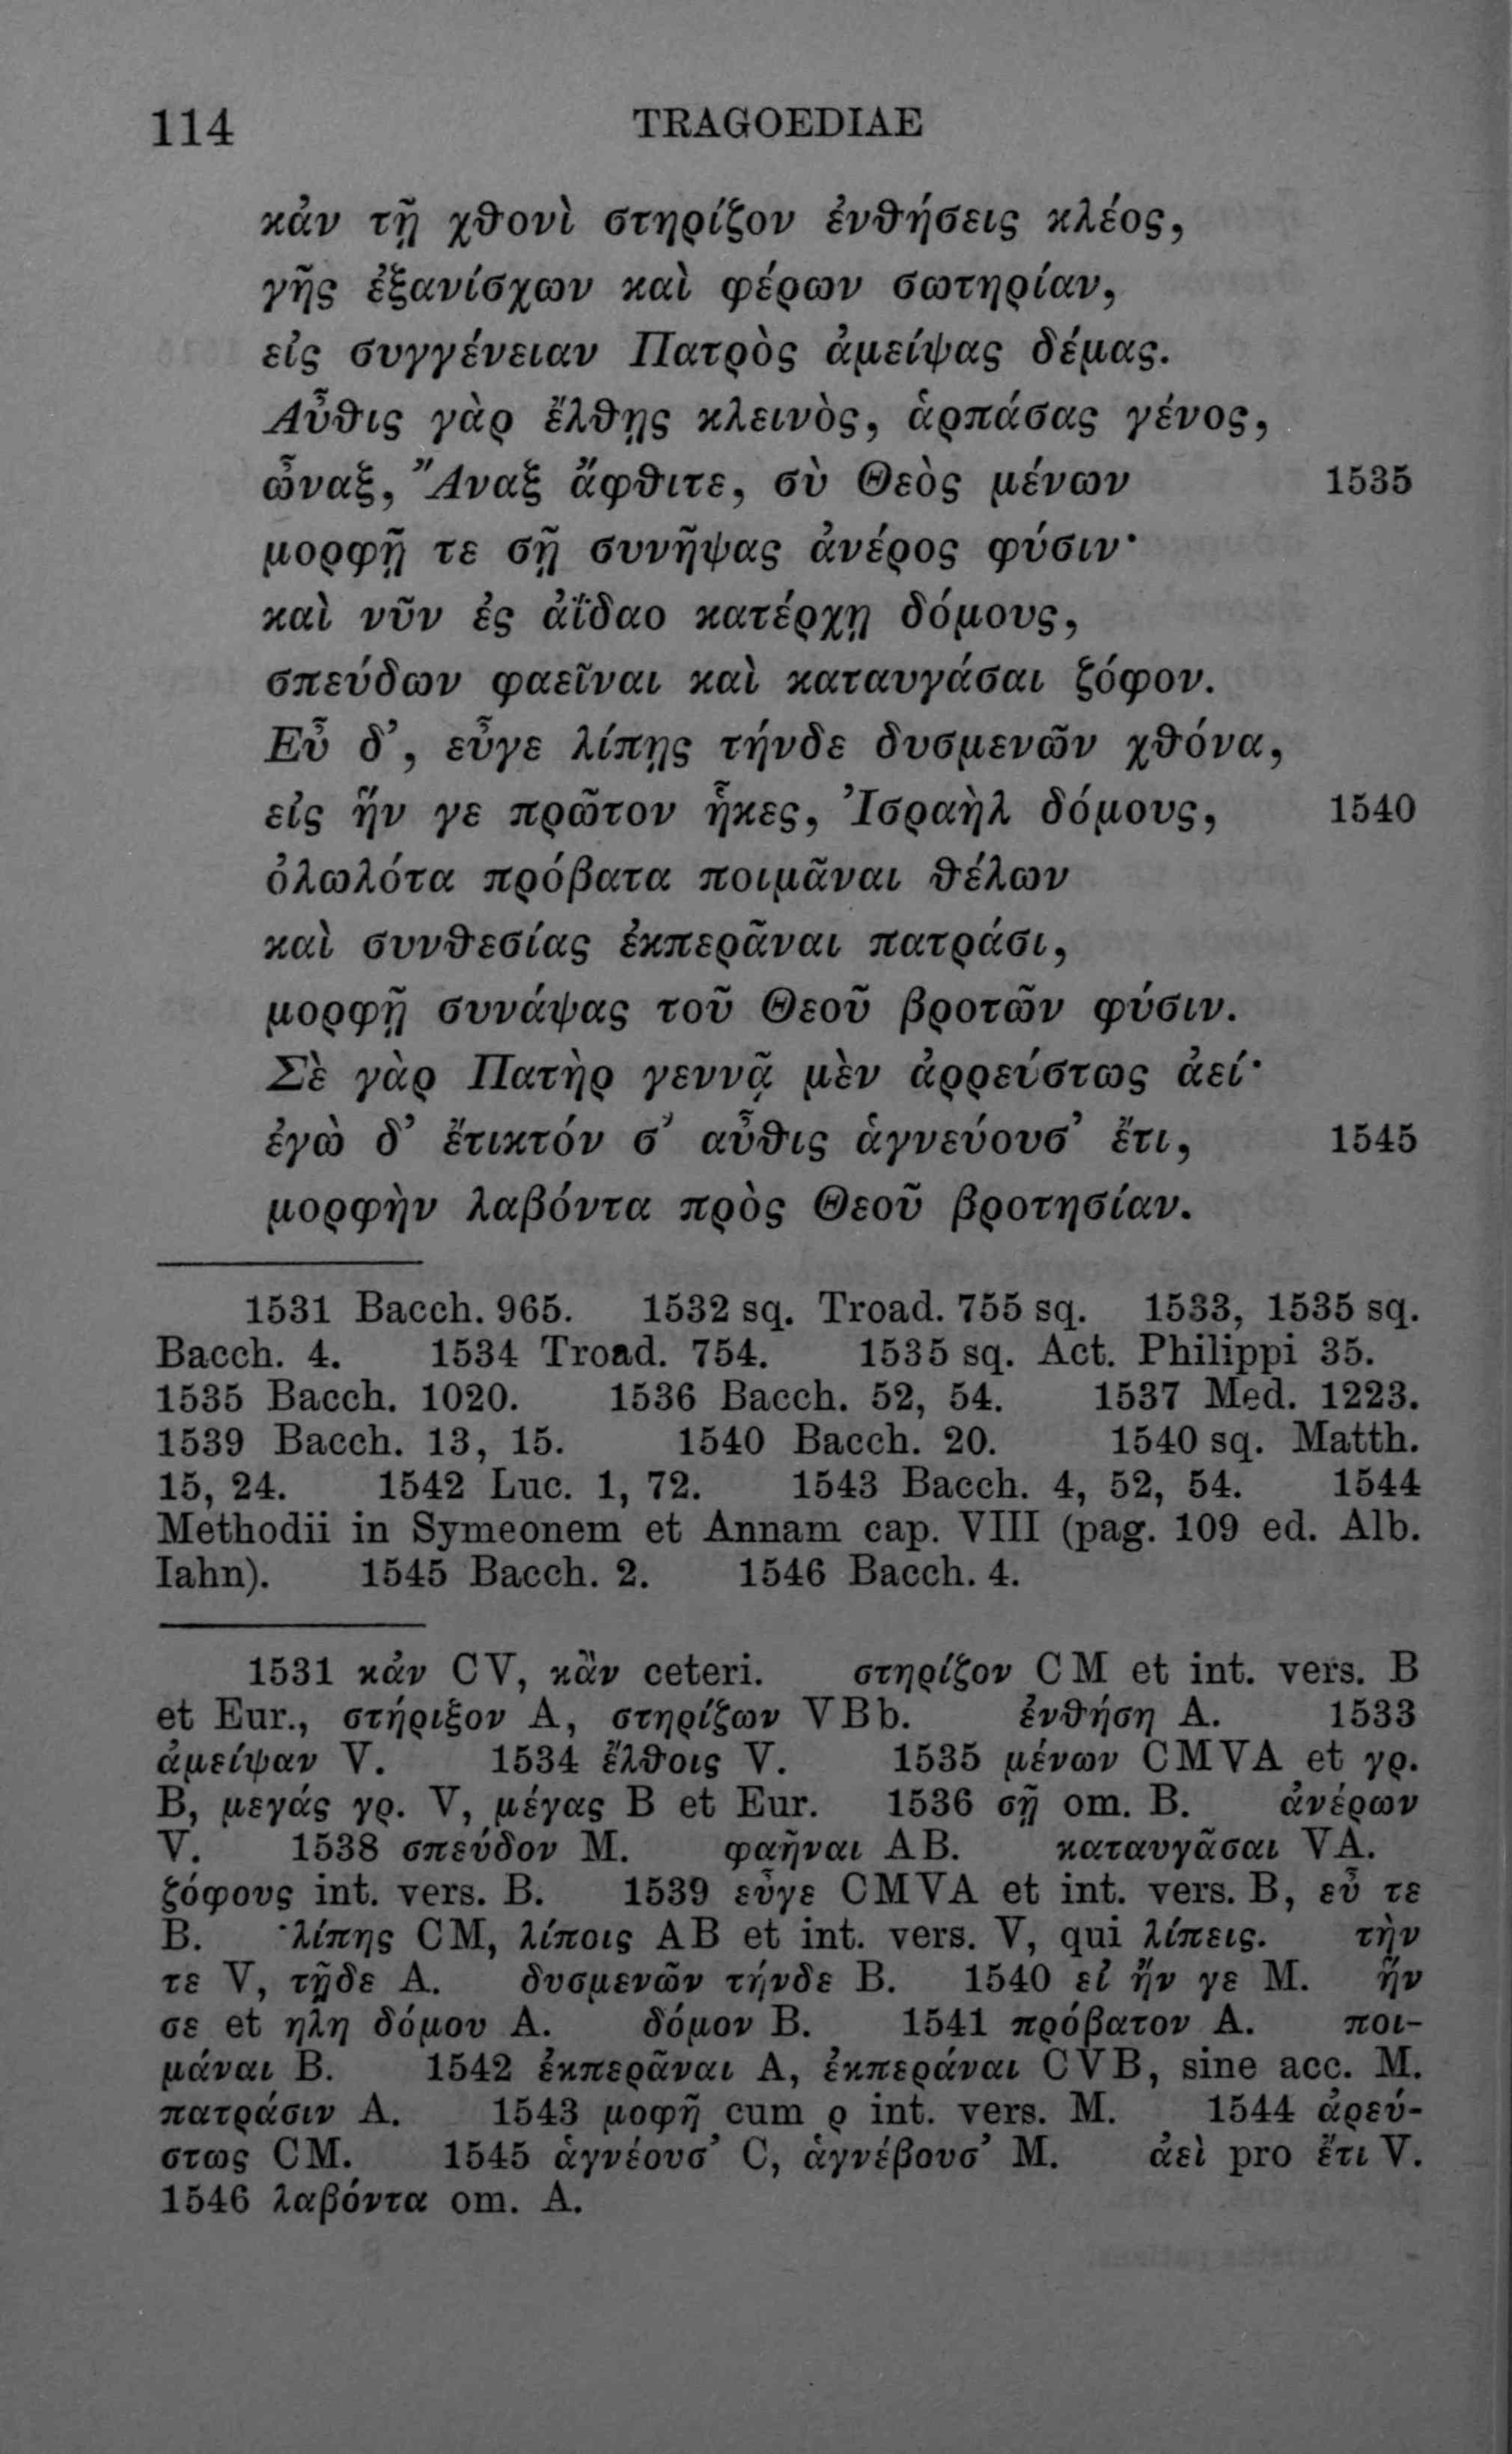 114 TRAGOEDIAE
κἀν τῇ χθονὶ στηρίζον ἐνθήσεις κλέος,
γῆς ἐξανίσχων καὶ φέρων σωτηρίαν,
εἰς συγγένειαν Πατρὸς ἀμείψας δέμας.
Αὖθις γὰρ ἔλθῃς κλεινὸς, ἁρπάσας γένος,
ὦναξ, Ἄναξ ἄφθιτε, σὺ Θεὸς μένων 1535
μορφῇ τε σῇ συνῆψας ἀνέρος φύσιν·
καὶ νῦν ἐς ἀΐδαο κατέρχῃ δόμους,
σπεύδων φαεῖναι καὶ καταυγάσαι ζόφον.
Εὖ δ’, εὖγε λίπῃς τήνδε δυσμενῶν χθόνα,
εἰς ἥν γε πρῶτον ἧκες, Ἰσραὴλ δόμους, 1540
ὀλωλότα πρόβατα ποιμᾶναι θέλων
καὶ συνθεσίας ἐκπερᾶναι πατράσι,
μορφῇ συνάψας τοῦ Θεοῦ βροτῶν φύσιν.
Σὲ γὰρ Πατὴρ γεννᾷ μὲν ἀρρεύστως ἀεί·
ἐγὼ δ’ ἔτικτόν σ’ αὖθις ἁγνεύουσ’ ἔτι, 1545
μορφὴν λαβόντα πρὸς Θεοῦ βροτησίαν.
1531 Bacch. 965. 1532 sq. Troad. 755 sq. 1533, 1535 sq.
Bacch. 4. 1534 Troad. 754. 1535 sq. Act. Philippi 35.
1535 Bacch. 1020. 1536 Bacch. 52, 54. 1537 Med. 1223.
1539 Bacch. 13, 15. 1540 Bacch. 20. 1540 sq. Matth.
15, 24. 1542 Luc. 1, 72. 1543 Bacch. 4, 52, 54. 1544
Methodii in Symeonem et Annam cap. VIII (pag. 109 ed. Alb.
Iahn). 1545 Bacch. 2. 1546 Bacch. 4.
1531 κἀν CV, κἂν ceteri. στηρίζον CM et int. vers. B
et Eur., στήριξον A, στηρίζων VBb. ἐνθήση A. 1533
ἀμείψαν V. 1534 ἔλθοις V. 1535 μένων CMVA et γρ.
B, μεγάς γρ. V, μέγας B et Eur. 1536 σῇ om. B. ἀνέρων
V. 1538 σπεύδον M. φαῆναι AB. καταυγᾶσαι VA.
ζόφους int. vers. B. 1539 εὖγε CMVA et int. vers. B, εὖ τε
B. λίπης CM, λίποις AB et int. vers. V, qui λίπεις. τὴν
τε V, τῇδε A. δυσμενῶν τήνδε B. 1540 εἰ ἥν γε M. ἥν
σε et ηλη δόμου A. δόμον B. 1541 πρόβατον A. ποι-
μάναι B. 1542 ἐκπερᾶναι A, ἐκπεράναι CVB, sine acc. M.
πατράσιν A. 1543 μοφῆ cum ρ int. vers. M. 1544 ἀρεύ-
στως CM. 1545 ἁγνέουσ’ C, ἁγνέβουσ’ M. ἀεὶ pro ἔτι V.
1546 λαβόντα om. A.